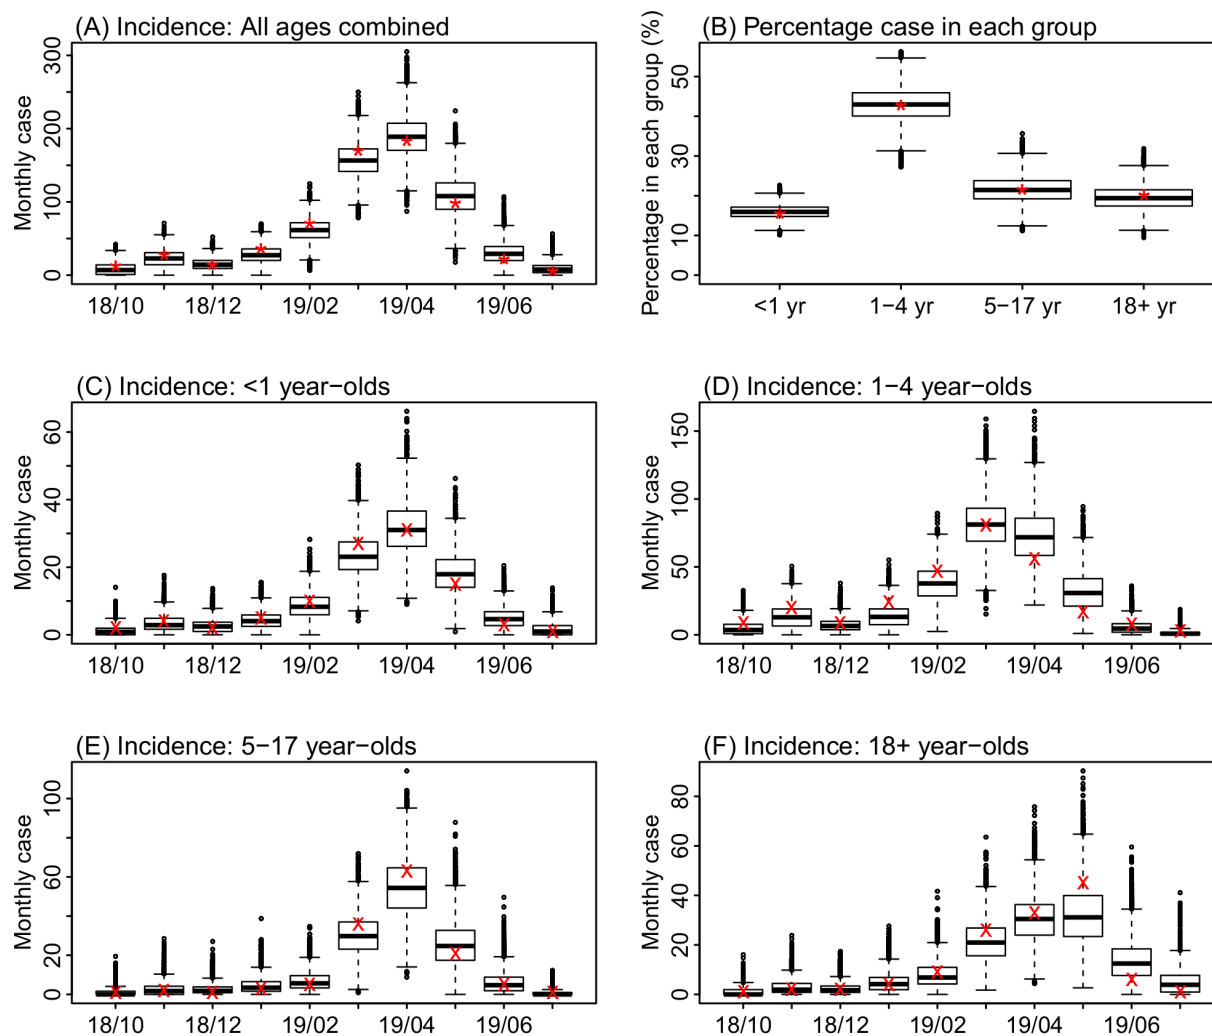 (A) Incidence: All ages combined
Monthly case
0 100 200 300
18/10 18/12 19/02 19/04 19/06
(B) Percentage case in each group
Percentage in each group (%)
0 10 30 50
<1 yr 1−4 yr 5−17 yr 18+ yr
(C) Incidence: <1 year−olds
Monthly case
0 20 40 60
18/10 18/12 19/02 19/04 19/06
(D) Incidence: 1−4 year−olds
Monthly case
0 50 100 150
18/10 18/12 19/02 19/04 19/06
(E) Incidence: 5−17 year−olds
Monthly case
0 20 60 100
18/10 18/12 19/02 19/04 19/06
(F) Incidence: 18+ year−olds
Monthly case
0 20 40 60 80
18/10 18/12 19/02 19/04 19/06